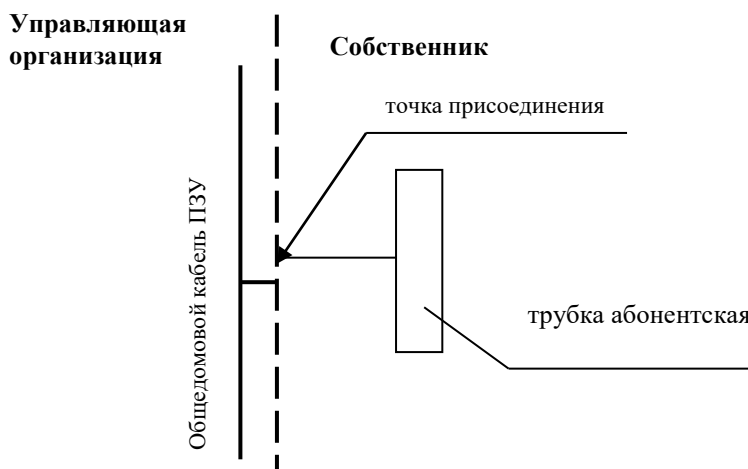 Управляющая
организация
Собственник
точка присоединения
Общедомовой кабель ПЗУ
трубка абонентская